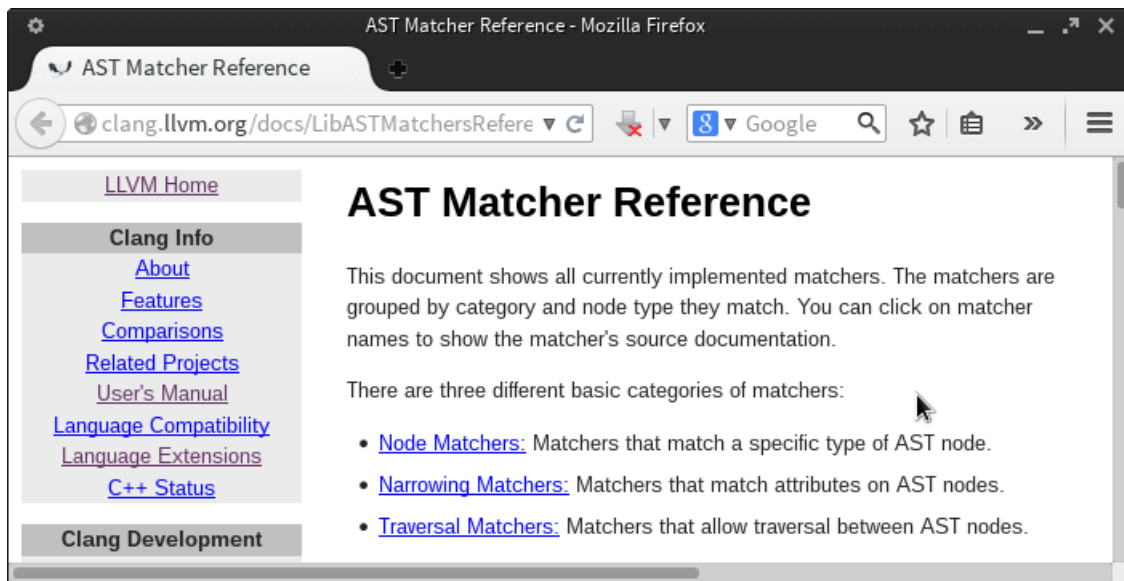 AST Matcher Reference - Mozilla Firefox
AST Matcher Reference
clang.llvm.org/docs/LibASTMatchersRefere
8 Google
LLVM Home
Clang Info
About
Features
Comparisons
Related Projects
User's Manual
Language Compatibility
Language Extensions
C++ Status
Clang Development
AST Matcher Reference
This document shows all currently implemented matchers. The matchers are
grouped by category and node type they match. You can click on matcher
names to show the matcher's source documentation.
There are three different basic categories of matchers:
• Node Matchers: Matchers that match a specific type of AST node.
• Narrowing Matchers: Matchers that match attributes on AST nodes.
• Traversal Matchers: Matchers that allow traversal between AST nodes.